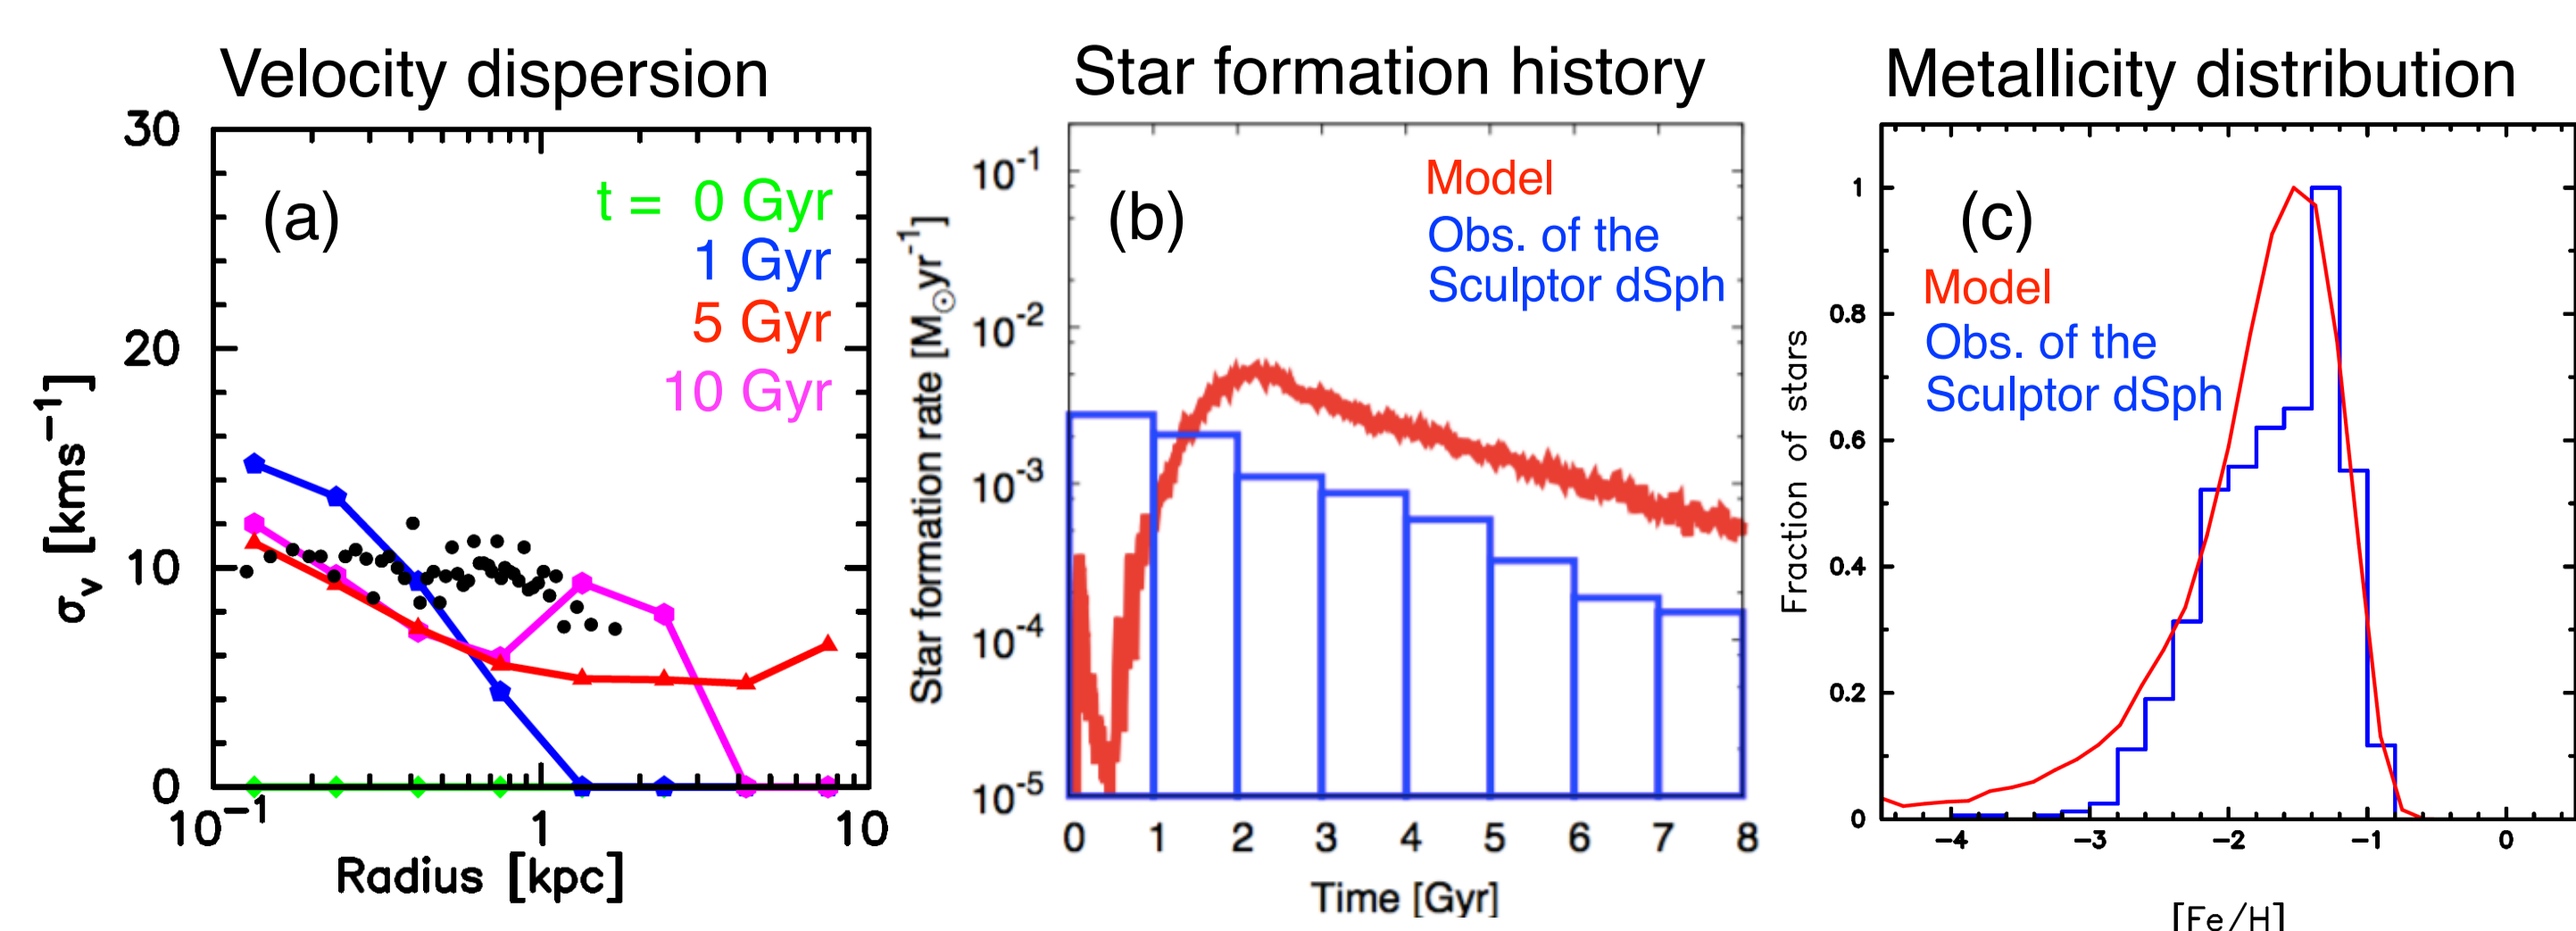 Velocity dispersion
30
20
10
0
σv [kms−1]
(a)
t = 0 Gyr
1 Gyr
5 Gyr
10 Gyr
10−1 1 10
Radius [kpc]
Star formation history
10-1
10-2
10-3
10-4
10-5
Star formation rate [M☉yr-1]
(b)
Model
Obs. of the
Sculptor dSph
0 1 2 3 4 5 6 7 8
Time [Gyr]
Metallicity distribution
1
0.8
0.6
0.4
0.2
0
Fraction of stars
(c)
Model
Obs. of the
Sculptor dSph
−4 −3 −2 −1 0
[Fe/H]